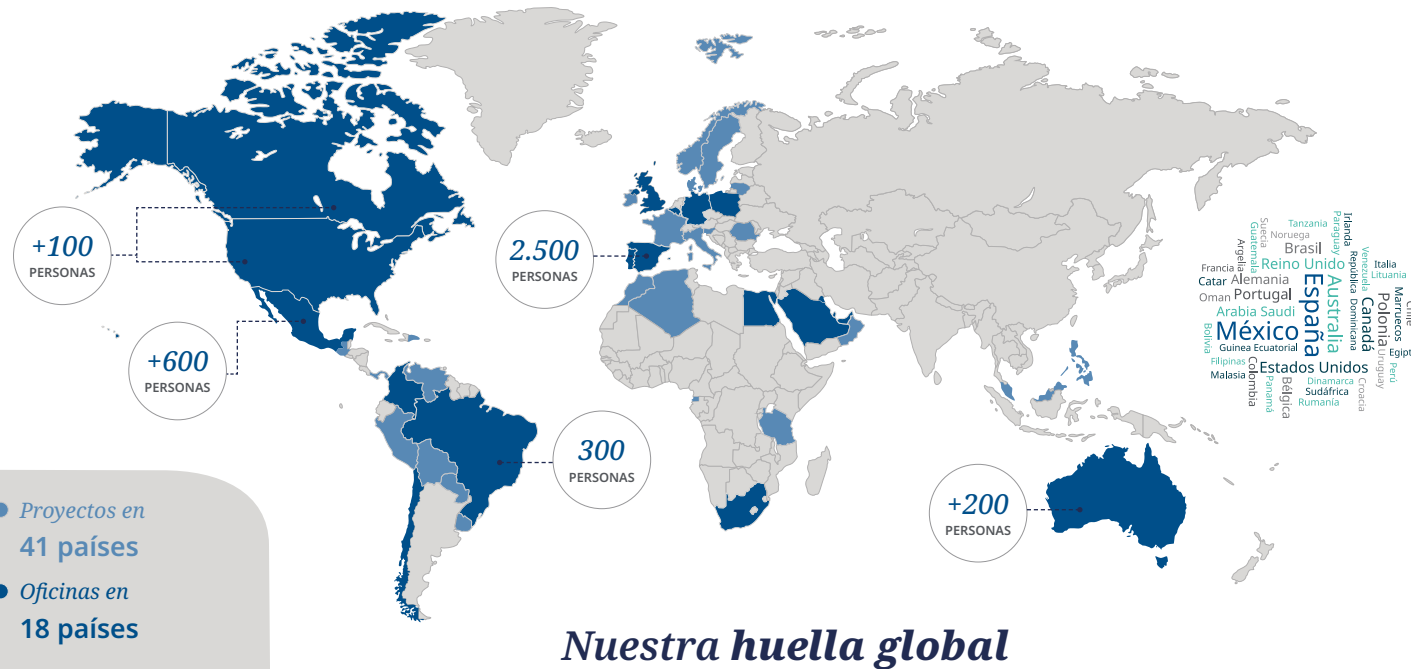 +100
PERSONAS
+600
PERSONAS
2.500
PERSONAS
300
PERSONAS
+200
PERSONAS
Proyectos en
41 países
Oficinas en
18 países
Nuestra huella global
Suecia
Guatemala
Argelia
Noruega
Tanzania
Paraguay
Irlanda
Brasil
Venezuela
República Dominicana
Francia
Reino Unido
Italia
Lituania
Catar
Alemania
España
Australia
Canadá
Polonia
Marruecos
Oman
Portugal
Arabia Saudi
México
Bolivia
Guinea Ecuatorial
Uruguay
Perú
Filipinas
Malasia
Colombia
Estados Unidos
Panamá
Bélgica
Dinamarca
Sudáfrica
Rumanía
Croacia
Egipt